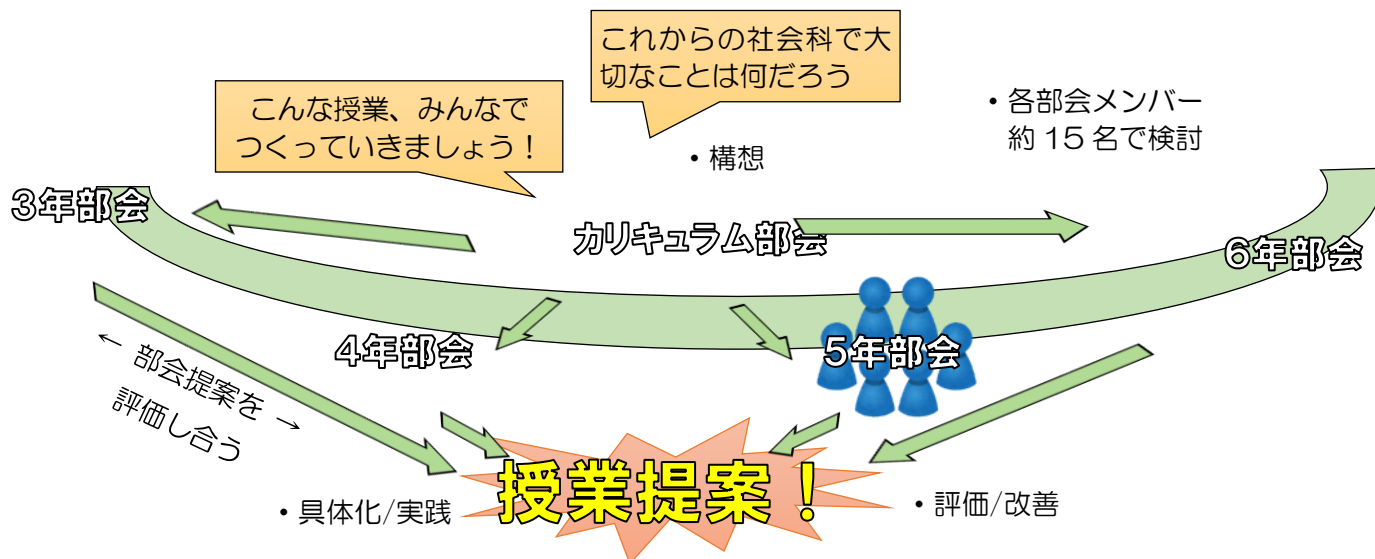 これからの社会科で大
切なことは何だろう
こんな授業、みんなで
つくっていきましょう！
・各部会メンバー
約 15 名で検討
・構想
3年部会
カリキュラム部会
6年部会
4年部会
5年部会
← 部会提案を →
評価し合う
授業提案！
・具体化/実践
・評価/改善